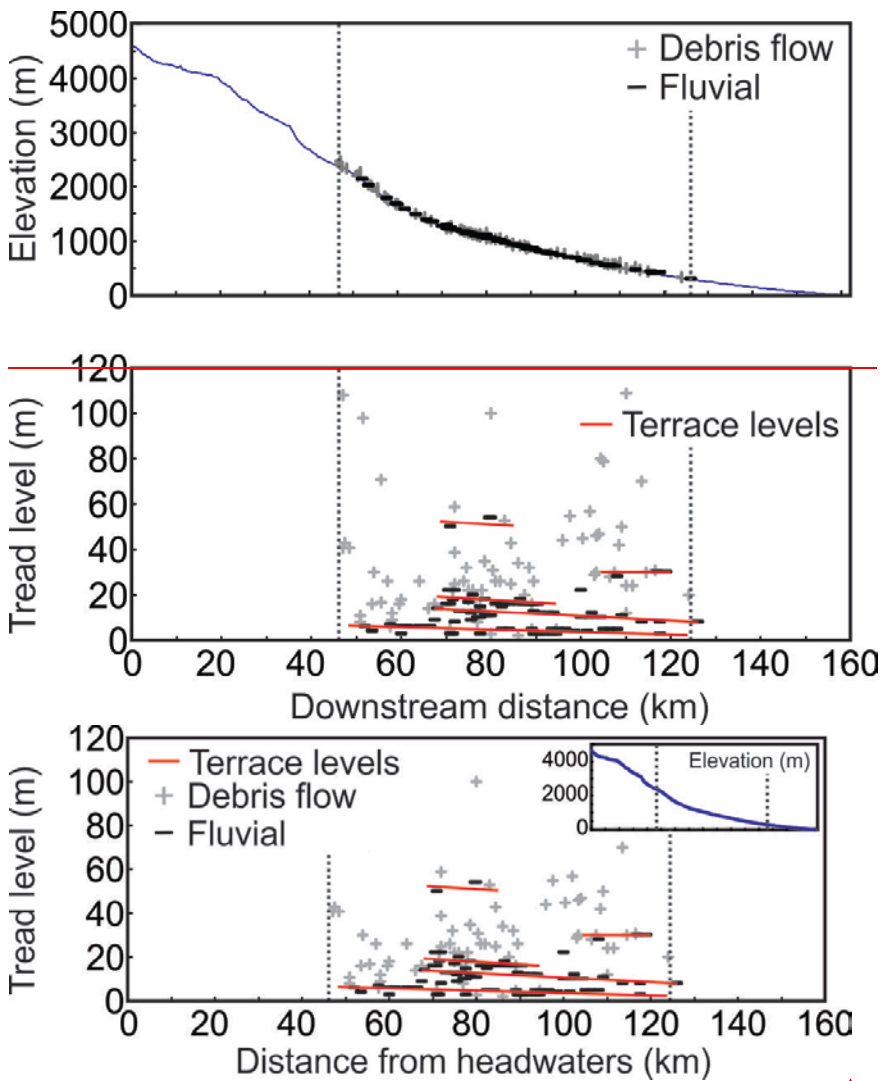 5000
4000
3000
2000
1000
0
Elevation (m)
Debris flow
Fluvial
120
100
80
60
40
20
0
Tread level (m)
Terrace levels
0 20 40 60 80 100 120 140 160
Downstream distance (km)
120
100
80
60
40
20
0
Tread level (m)
Terrace levels
Debris flow
Fluvial
4000
2000
0
Elevation (m)
0 20 40 60 80 100 120 140 160
Distance from headwaters (km)